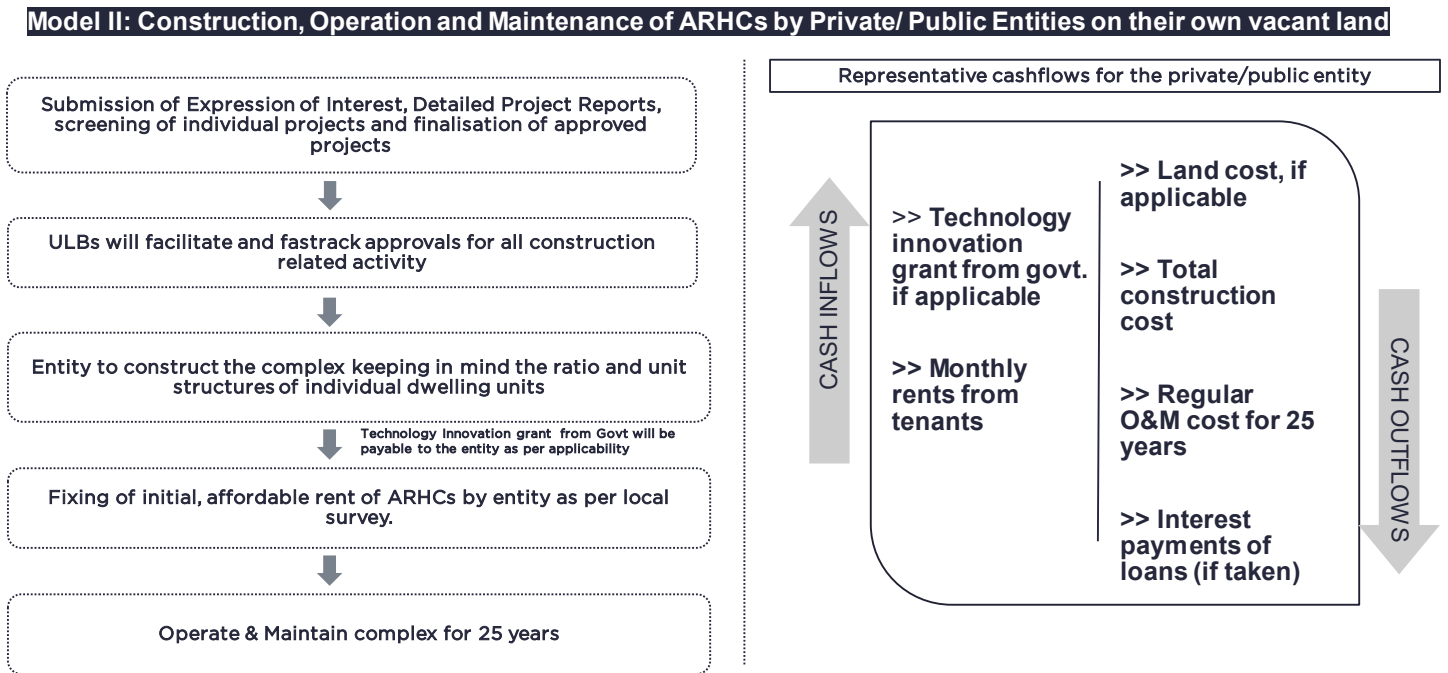 Model II: Construction, Operation and Maintenance of ARHCs by Private/ Public Entities on their own vacant land
Submission of Expression of Interest, Detailed Project Reports,
screening of individual projects and finalisation of approved
projects
ULBs will facilitate and fastrack approvals for all construction
related activity
Entity to construct the complex keeping in mind the ratio and unit
structures of individual dwelling units
Technology Innovation grant from Govt will be
payable to the entity as per applicability
Fixing of initial, affordable rent of ARHCs by entity as per local
survey.
Operate & Maintain complex for 25 years
Representative cashflows for the private/public entity
CASH INFLOWS
>> Technology
innovation
grant from govt.
if applicable
>> Monthly
rents from
tenants
>> Land cost, if
applicable
>> Total
construction
cost
>> Regular
O&M cost for 25
years
>> Interest
payments of
loans (if taken)
CASH OUTFLOWS